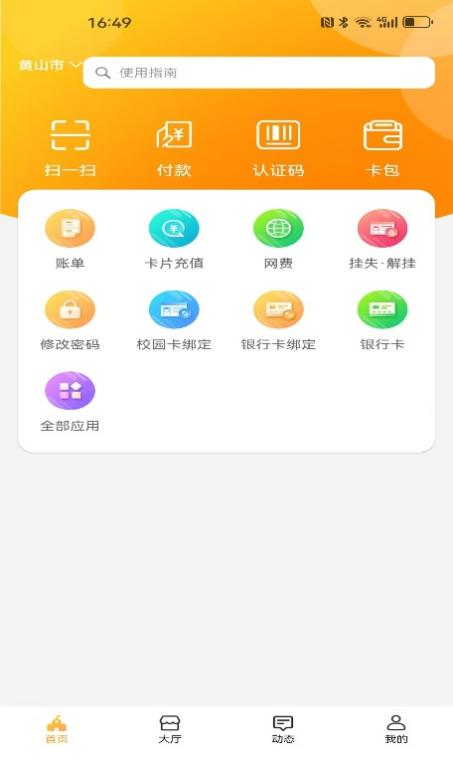 16:49
4G
黄山市
使用指南
扫一扫 付款 认证码 卡包
账单 卡片充值 网费 挂失·解挂
修改密码 校园卡绑定 银行卡绑定 银行卡
全部应用
首页 大厅 动态 我的